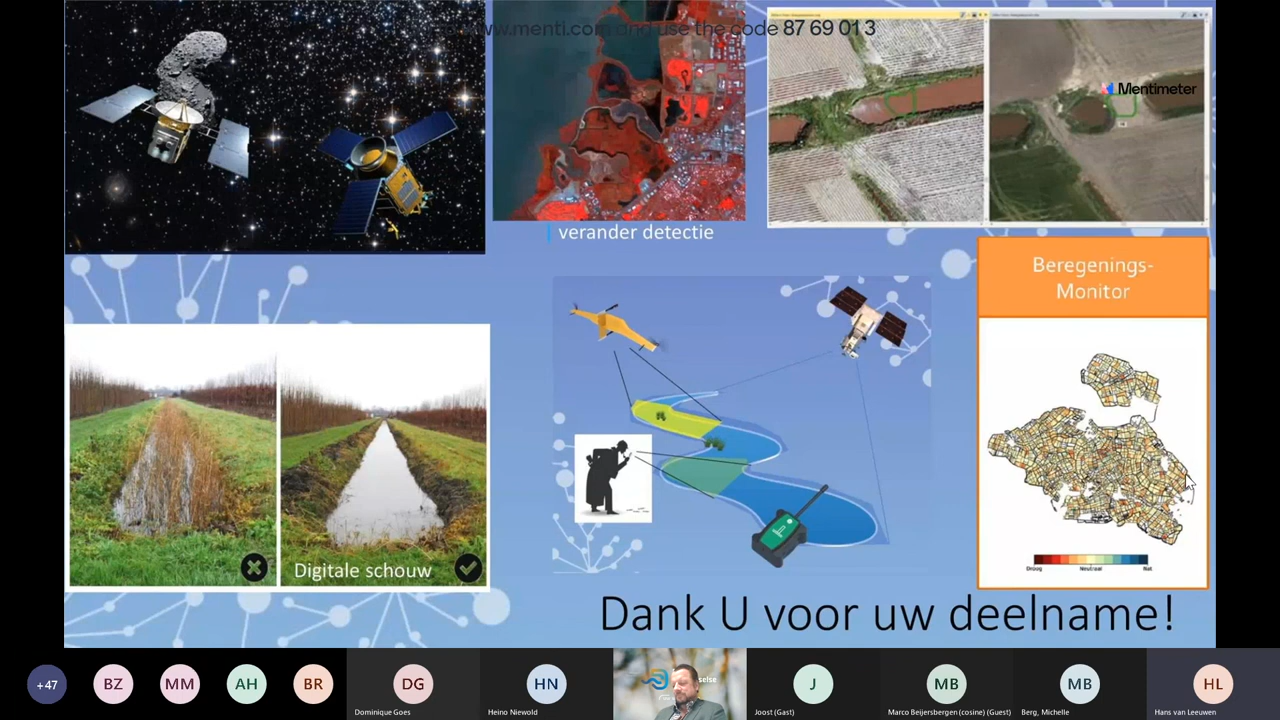 www.menti.com and use the code 87 69 01 3
Mentimeter
verander detectie
Beregenings-
Monitor
Droog Neutraal Nat
Digitale schouw
Dank U voor uw deelname!
+47 BZ MM AH BR DG HN J MB MB HL
selse
Dominique Goes Heino Niewold Joost (Gast) Marco Beijersbergen (cosine) (Guest) Berg, Michelle Hans van Leeuwen